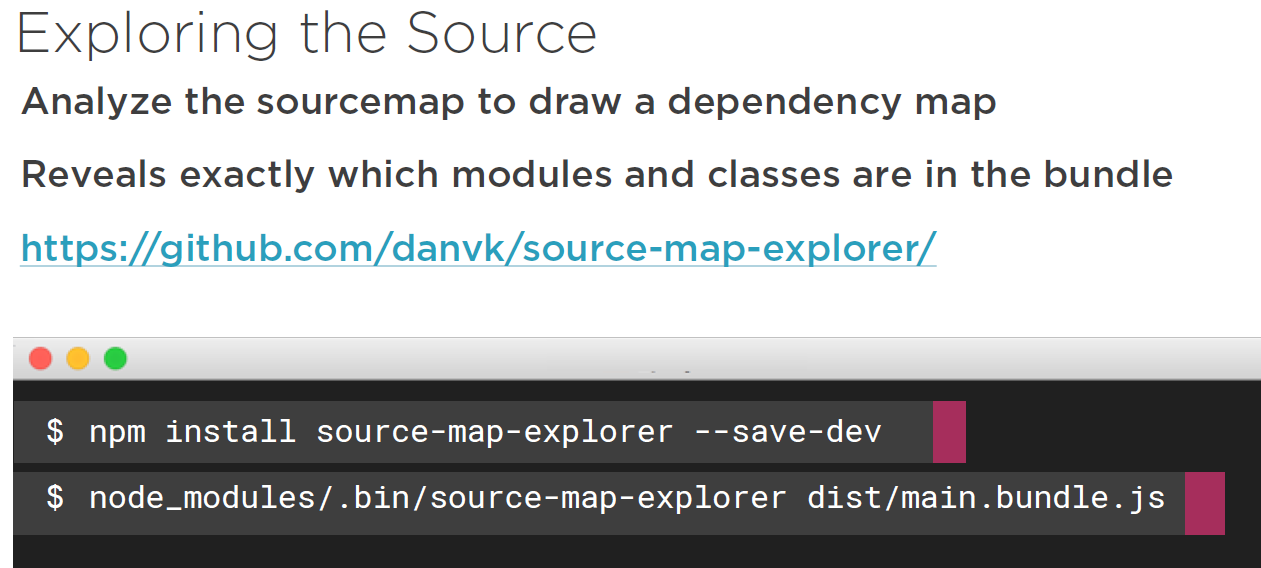 Exploring the Source
Analyze the sourcemap to draw a dependency map
Reveals exactly which modules and classes are in the bundle
https://github.com/danvk/source-map-explorer/
$ npm install source-map-explorer --save-dev
$ node_modules/.bin/source-map-explorer dist/main.bundle.js